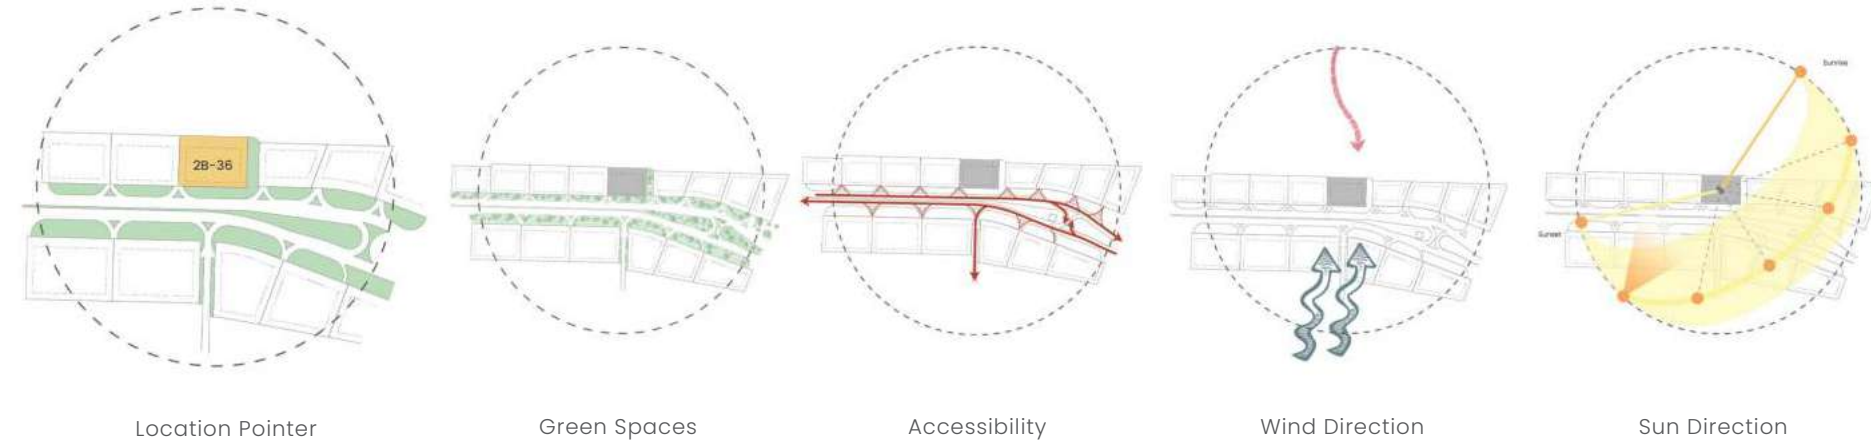 2B-36
Sunrise
Sunset
Location Pointer
Green Spaces
Accessibility
Wind Direction
Sun Direction